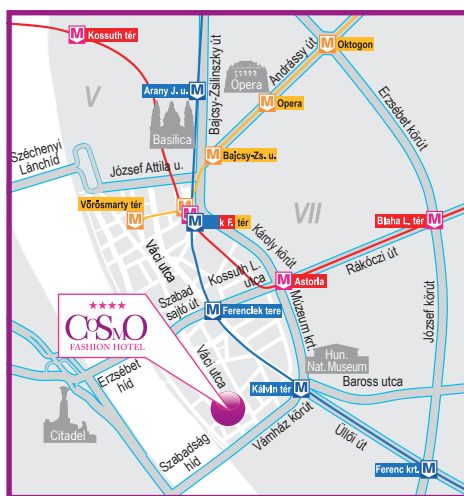 M Kossuth tér
M Oktogon
V
Arany J. u.
M
Bajcsy-Zsilinszky út
Opera
Andrássy út
M Opera
Erzsébet körút
Basilica
Széchenyi
Lánchíd
József Attila u.
M Bajcsy-Zs. u.
VII
Vörösmarty tér
M
M
M
M k F. tér
Blaha L. tér
M
Váci utca
Károly körút
Rákóczi út
Kossuth L.
utca
M Astoria
Szabad
sajtó út
Múzeum krt.
József körút
★★★★
COSMO
FASHION HOTEL
M Ferenciek tere
Erzsébet
híd
Váci utca
Hun.
Nat. Museum
Kálvin tér M
Baross utca
Citadel
Vámház körút
Szabadság
híd
Üllői út
Ferenc krt. M